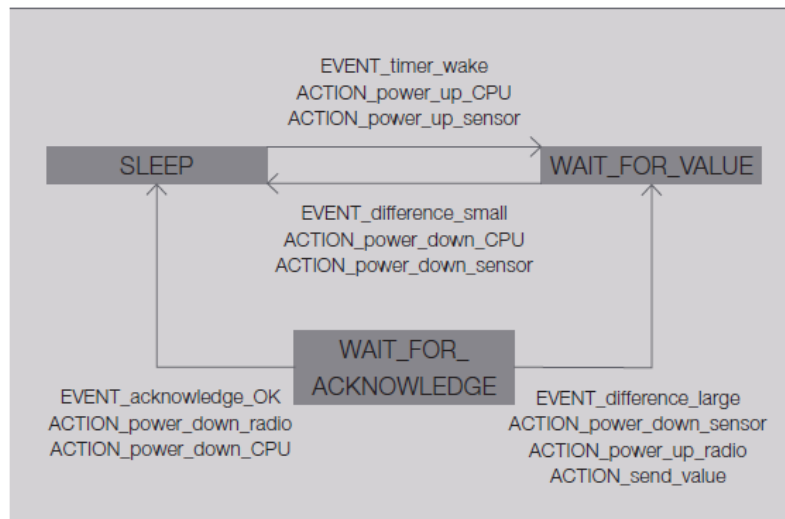 EVENT_timer_wake
ACTION_power_up_CPU
ACTION_power_up_sensor
SLEEP
WAIT_FOR_VALUE
EVENT_difference_small
ACTION_power_down_CPU
ACTION_power_down_sensor
WAIT_FOR_
ACKNOWLEDGE
EVENT_acknowledge_OK
ACTION_power_down_radio
ACTION_power_down_CPU
EVENT_difference_large
ACTION_power_down_sensor
ACTION_power_up_radio
ACTION_send_value